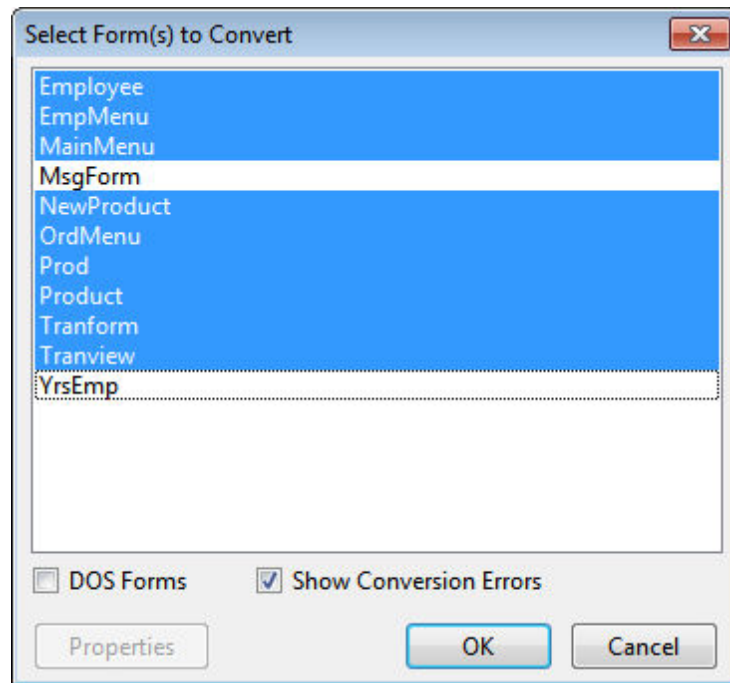 Select Form(s) to Convert
Employee
EmpMenu
MainMenu
MsgForm
NewProduct
OrdMenu
Prod
Product
Tranform
Tranview
YrsEmp
DOS Forms Show Conversion Errors
Properties OK Cancel